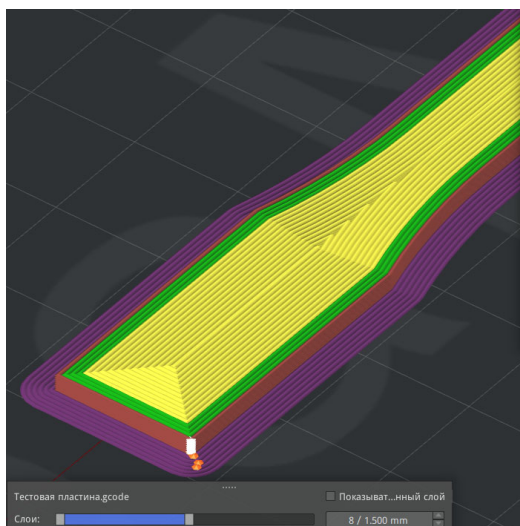 Тестовая пластина.gcode
Показыват...нный слой
Слои:
8 / 1.500 mm